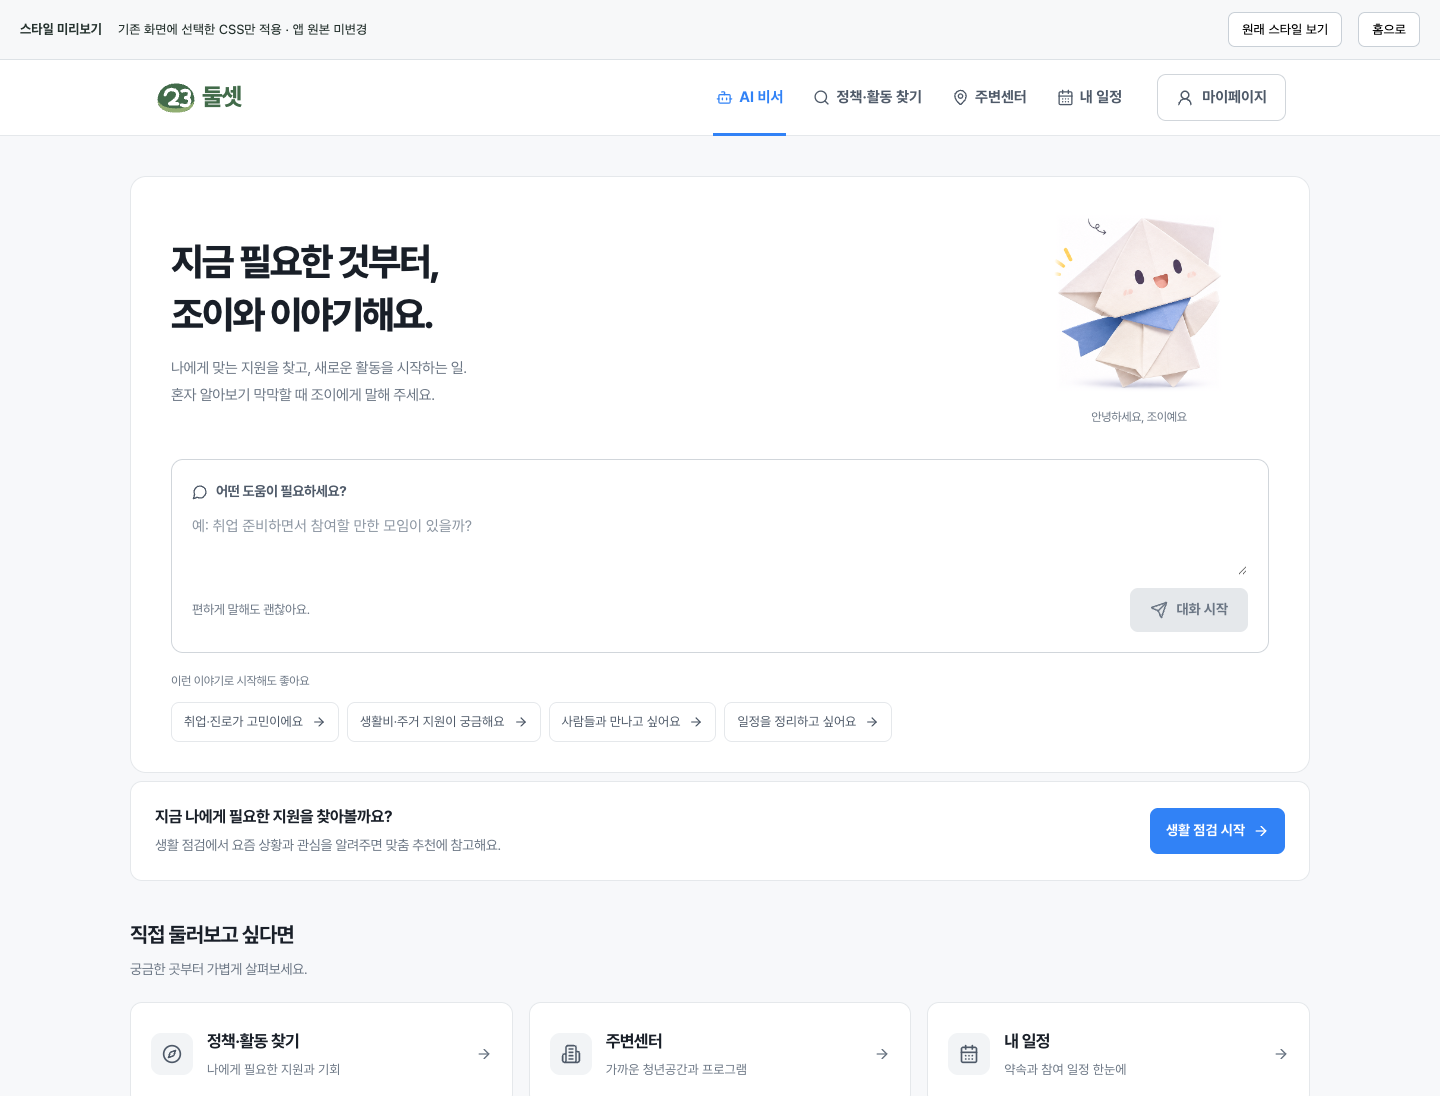 스타일 미리보기 기존 화면에 선택한 CSS만 적용 · 앱 원본 미변경 원래 스타일 보기 홈으로
23 둘셋 AI 비서 정책·활동 찾기 주변센터 내 일정 마이페이지
지금 필요한 것부터,
조이와 이야기해요.
나에게 맞는 지원을 찾고, 새로운 활동을 시작하는 일.
혼자 알아보기 막막할 때 조이에게 말해 주세요.
안녕하세요, 조이예요
어떤 도움이 필요하세요?
예: 취업 준비하면서 참여할 만한 모임이 있을까?
편하게 말해도 괜찮아요. 대화 시작
이런 이야기로 시작해도 좋아요
취업·진로가 고민이에요 생활비·주거 지원이 궁금해요 사람들과 만나고 싶어요 일정을 정리하고 싶어요
지금 나에게 필요한 지원을 찾아볼까요?
생활 점검에서 요즘 상황과 관심을 알려주면 맞춤 추천에 참고해요.
생활 점검 시작
직접 둘러보고 싶다면
궁금한 곳부터 가볍게 살펴보세요.
정책·활동 찾기
나에게 필요한 지원과 기회
주변센터
가까운 청년공간과 프로그램
내 일정
약속과 참여 일정 한눈에